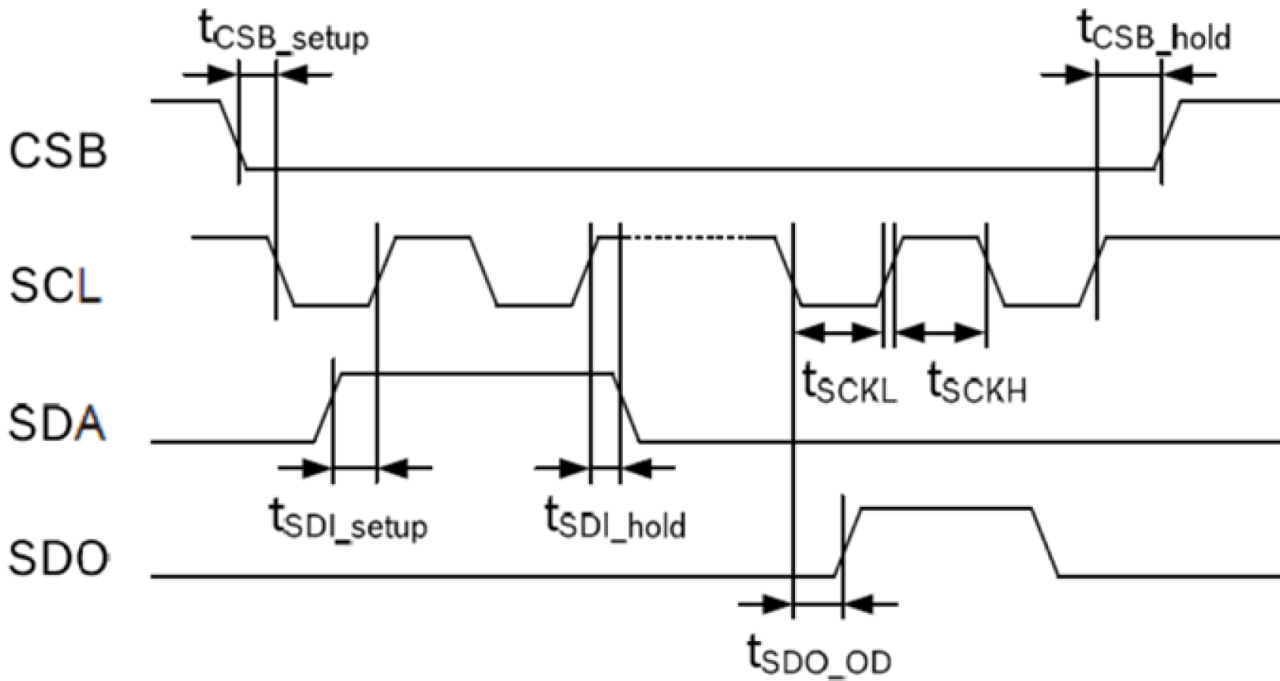 tCSB_setup
tCSB_hold
CSB
SCL
tSCKL
tSCKH
SDA
tSDI_setup
tSDI_hold
SDO
tSDO_OD